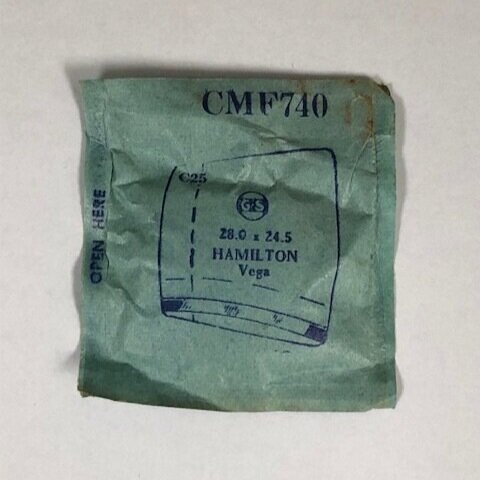 CMF740
C25
GS
28.0 x 24.5
HAMILTON
Vega
OPEN HERE